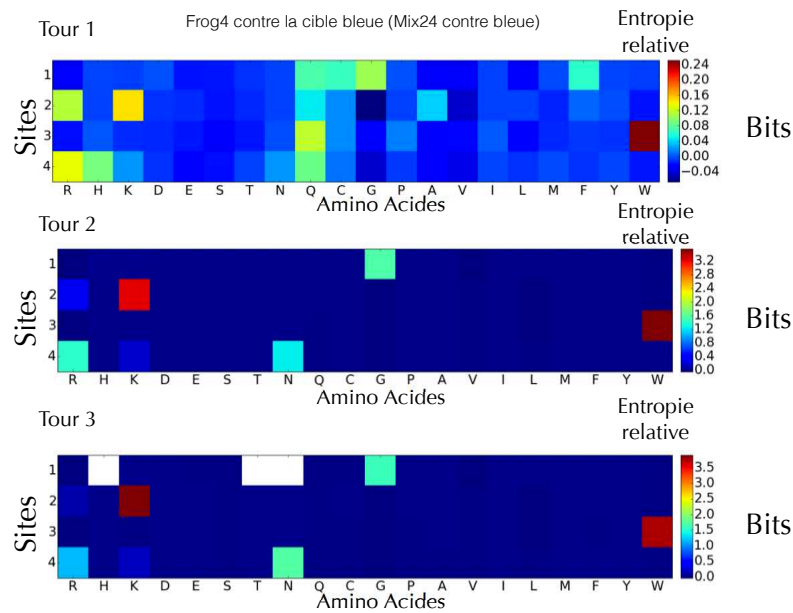 Frog4 contre la cible bleue (Mix24 contre bleue)
Tour 1
Entropie
relative
Sites
1
2
3
4
R H K D E S T N Q C G P A V I L M F Y W
Amino Acides
0.24
0.20
0.16
0.12
0.08
0.04
0.00
−0.04
Bits
Tour 2
Entropie
relative
Sites
1
2
3
4
R H K D E S T N Q C G P A V I L M F Y W
Amino Acides
3.2
2.8
2.4
2.0
1.6
1.2
0.8
0.4
0.0
Bits
Tour 3
Entropie
relative
Sites
1
2
3
4
R H K D E S T N Q C G P A V I L M F Y W
Amino Acides
3.5
3.0
2.5
2.0
1.5
1.0
0.5
0.0
Bits